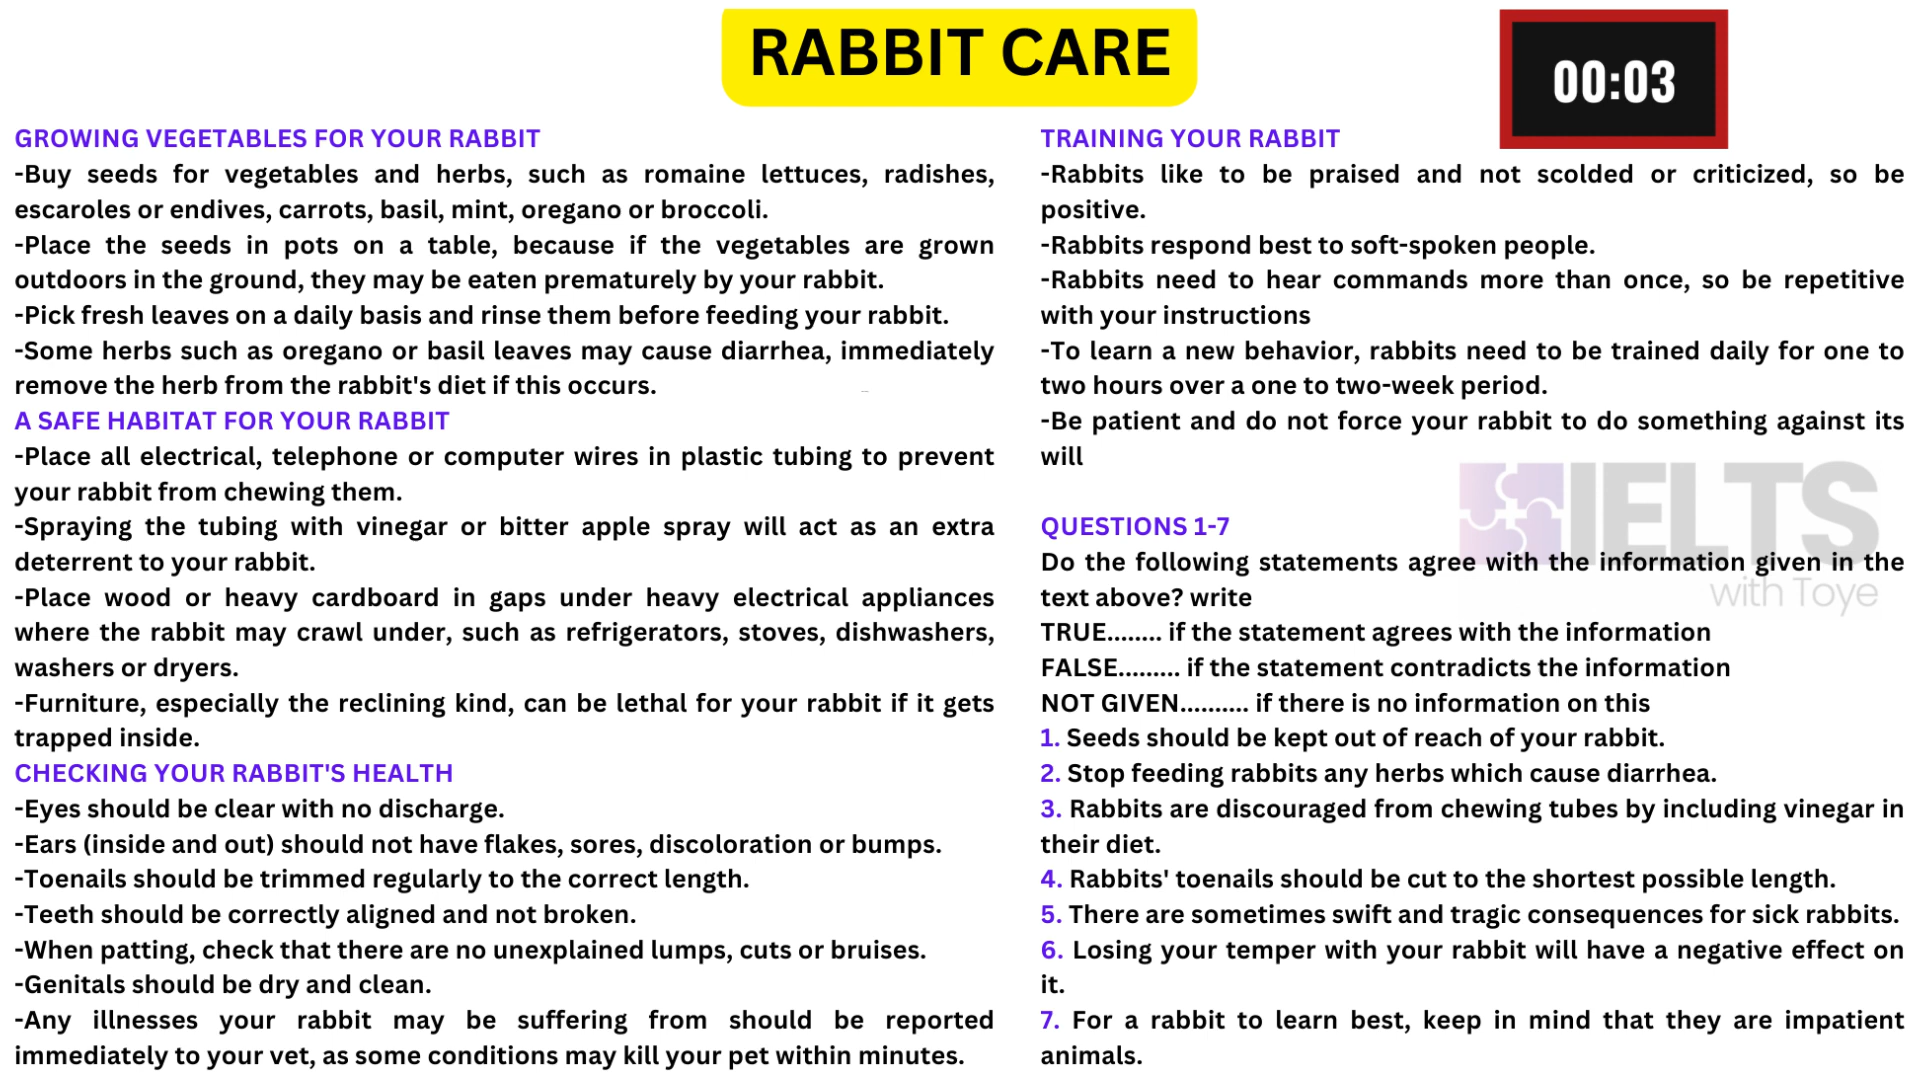 RABBIT CARE
00:03
GROWING VEGETABLES FOR YOUR RABBIT
-Buy seeds for vegetables and herbs, such as romaine lettuces, radishes,
escaroles or endives, carrots, basil, mint, oregano or broccoli.
-Place the seeds in pots on a table, because if the vegetables are grown
outdoors in the ground, they may be eaten prematurely by your rabbit.
-Pick fresh leaves on a daily basis and rinse them before feeding your rabbit.
-Some herbs such as oregano or basil leaves may cause diarrhea, immediately
remove the herb from the rabbit's diet if this occurs.
A SAFE HABITAT FOR YOUR RABBIT
-Place all electrical, telephone or computer wires in plastic tubing to prevent
your rabbit from chewing them.
-Spraying the tubing with vinegar or bitter apple spray will act as an extra
deterrent to your rabbit.
-Place wood or heavy cardboard in gaps under heavy electrical appliances
where the rabbit may crawl under, such as refrigerators, stoves, dishwashers,
washers or dryers.
-Furniture, especially the reclining kind, can be lethal for your rabbit if it gets
trapped inside.
CHECKING YOUR RABBIT'S HEALTH
-Eyes should be clear with no discharge.
-Ears (inside and out) should not have flakes, sores, discoloration or bumps.
-Toenails should be trimmed regularly to the correct length.
-Teeth should be correctly aligned and not broken.
-When patting, check that there are no unexplained lumps, cuts or bruises.
-Genitals should be dry and clean.
-Any illnesses your rabbit may be suffering from should be reported
immediately to your vet, as some conditions may kill your pet within minutes.
TRAINING YOUR RABBIT
-Rabbits like to be praised and not scolded or criticized, so be
positive.
-Rabbits respond best to soft-spoken people.
-Rabbits need to hear commands more than once, so be repetitive
with your instructions
-To learn a new behavior, rabbits need to be trained daily for one to
two hours over a one to two-week period.
-Be patient and do not force your rabbit to do something against its
will
IELTS
with Toye
QUESTIONS 1-7
Do the following statements agree with the information given in the
text above? write
TRUE........ if the statement agrees with the information
FALSE......... if the statement contradicts the information
NOT GIVEN.......... if there is no information on this
1. Seeds should be kept out of reach of your rabbit.
2. Stop feeding rabbits any herbs which cause diarrhea.
3. Rabbits are discouraged from chewing tubes by including vinegar in
their diet.
4. Rabbits' toenails should be cut to the shortest possible length.
5. There are sometimes swift and tragic consequences for sick rabbits.
6. Losing your temper with your rabbit will have a negative effect on
it.
7. For a rabbit to learn best, keep in mind that they are impatient
animals.